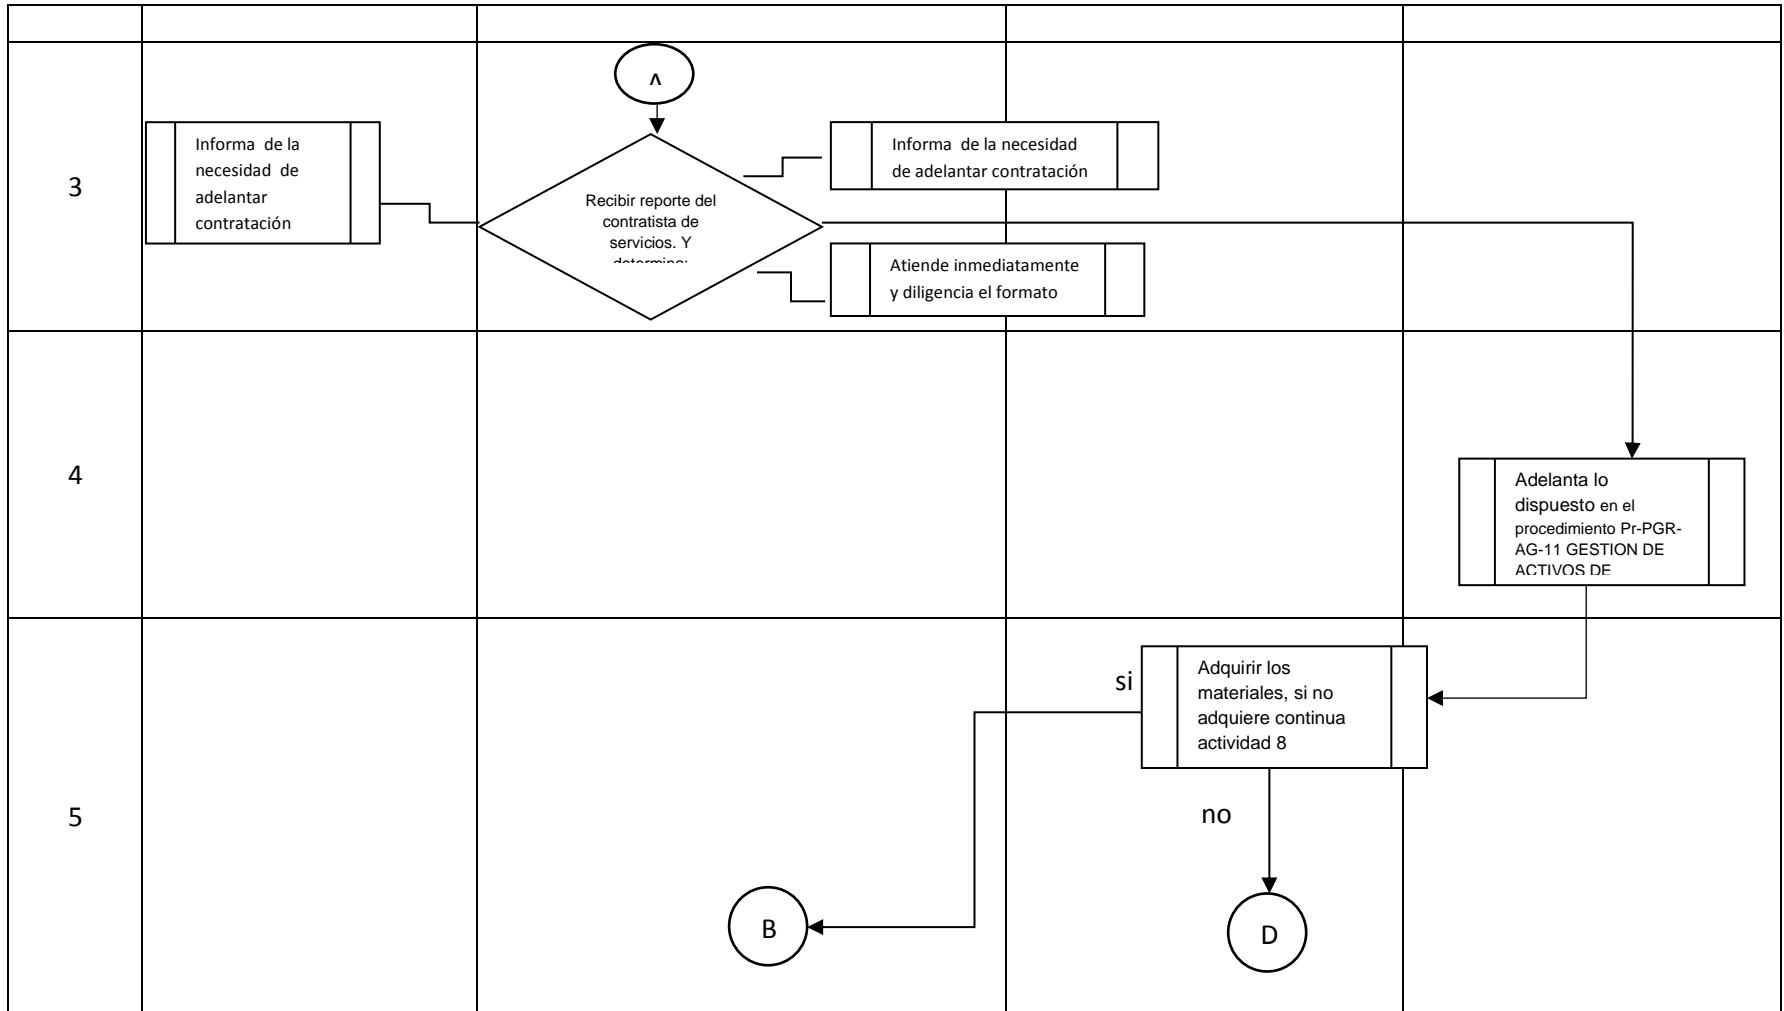 3
Informa de la
necesidad de
adelantar
contratación
Recibir reporte del
contratista de
servicios. Y
Informa de la necesidad
de adelantar contratación
Atiende inmediatamente
y diligencia el formato
4
Adelanta lo
dispuesto en el
procedimiento Pr-PGR-
AG-11 GESTION DE
ACTIVOS DE
5
si
Adquirir los
materiales, si no
adquiere continua
actividad 8
no
B
D